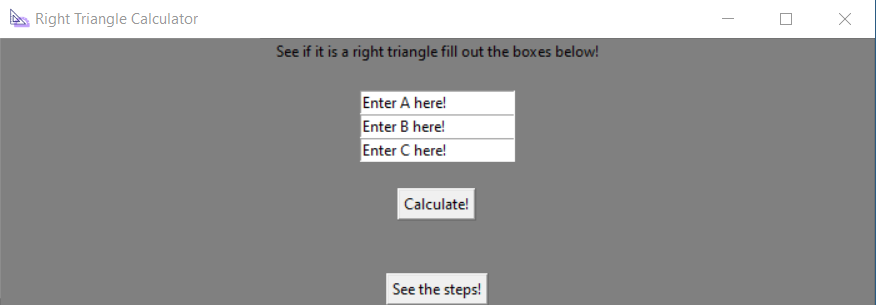 Right Triangle Calculator
See if it is a right triangle fill out the boxes below!
Enter A here!
Enter B here!
Enter C here!
Calculate!
See the steps!